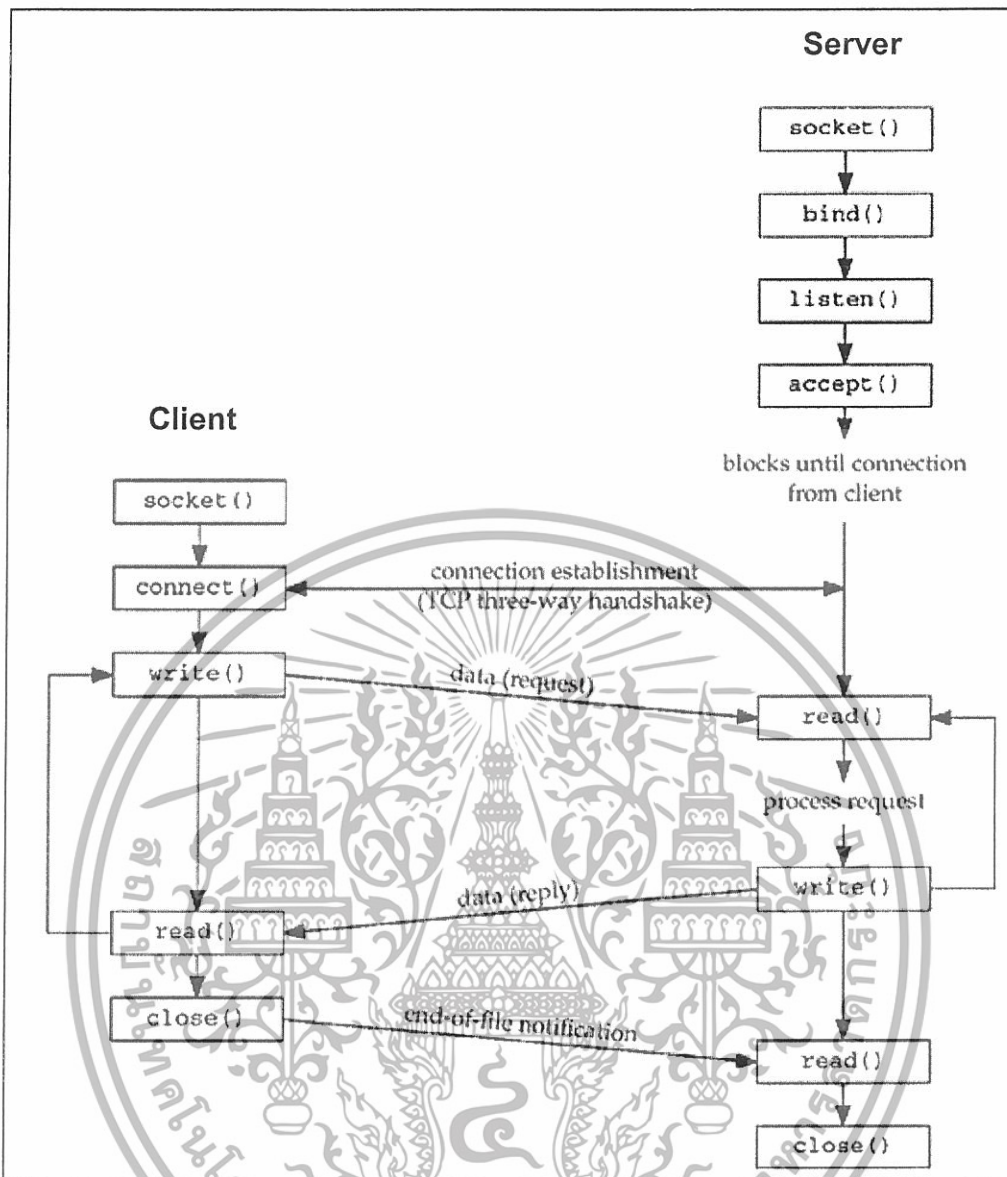 Server
socket()
bind()
listen()
accept()
blocks until connection
from client
Client
socket()
connect()
connection establishment
(TCP three-way handshake)
write()
data (request)
read()
process request
write()
data (reply)
read()
close()
end-of-file notification
read()
close()